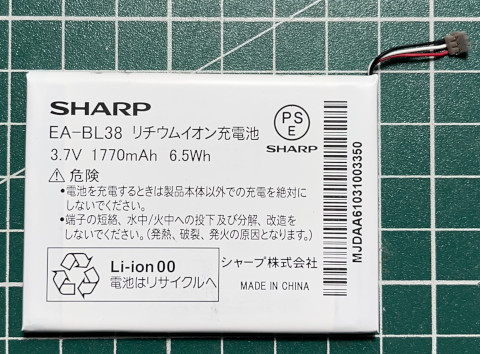 SHARP
EA-BL38 リチウムイオン充電池
3.7V 1770mAh 6.5Wh
PS
E
SHARP
⚠危険
•電池を充電するときは製品本体以外での充電を絶対に
しないでください。
•端子の短絡、水中/火中への投下及び分解、改造を
しないでください。(発熱、破裂、発火の原因となります。)
Li-ion 00
電池はリサイクルへ
シャープ株式会社
MADE IN CHINA
MJDAA61031003350